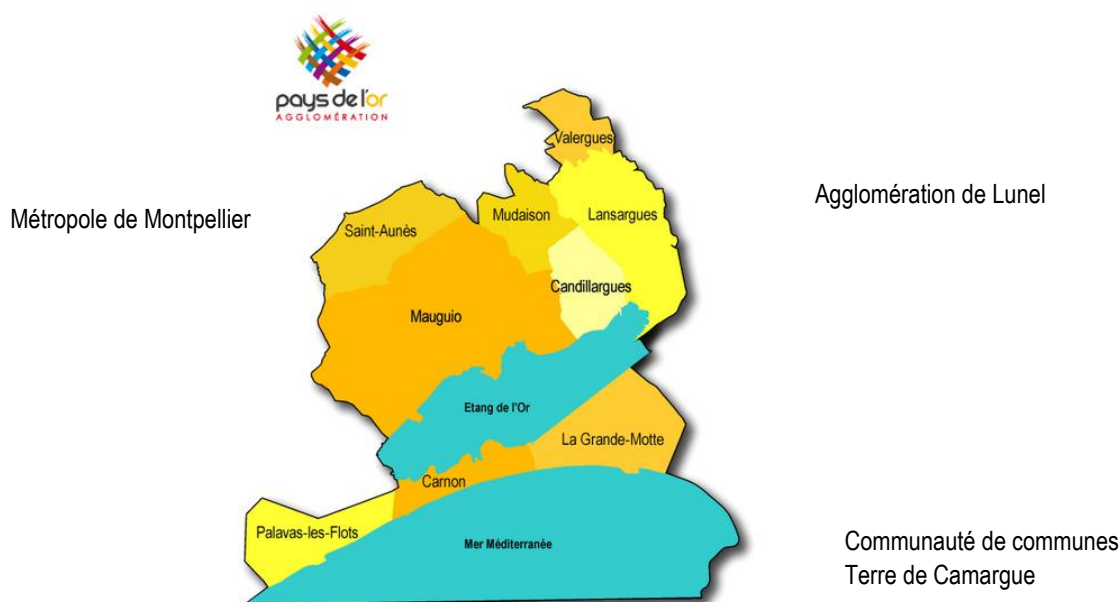 pays de l'or
AGGLOMÉRATION
Valergues
Agglomération de Lunel
Métropole de Montpellier
Saint-Aunès
Mudaison
Lansargues
Candillargues
Mauguio
Etang de l'Or
La Grande-Motte
Carnon
Palavas-les-Flots
Mer Méditerranée
Communauté de communes
Terre de Camargue